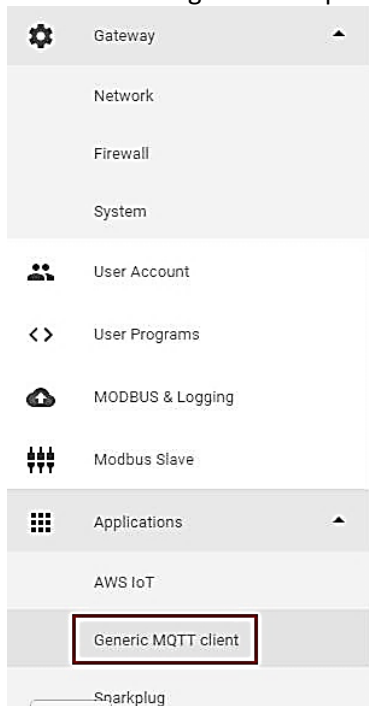 Gateway
Network
Firewall
System
User Account
User Programs
MODBUS & Logging
Modbus Slave
Applications
AWS IoT
Generic MQTT client
Sparkplug